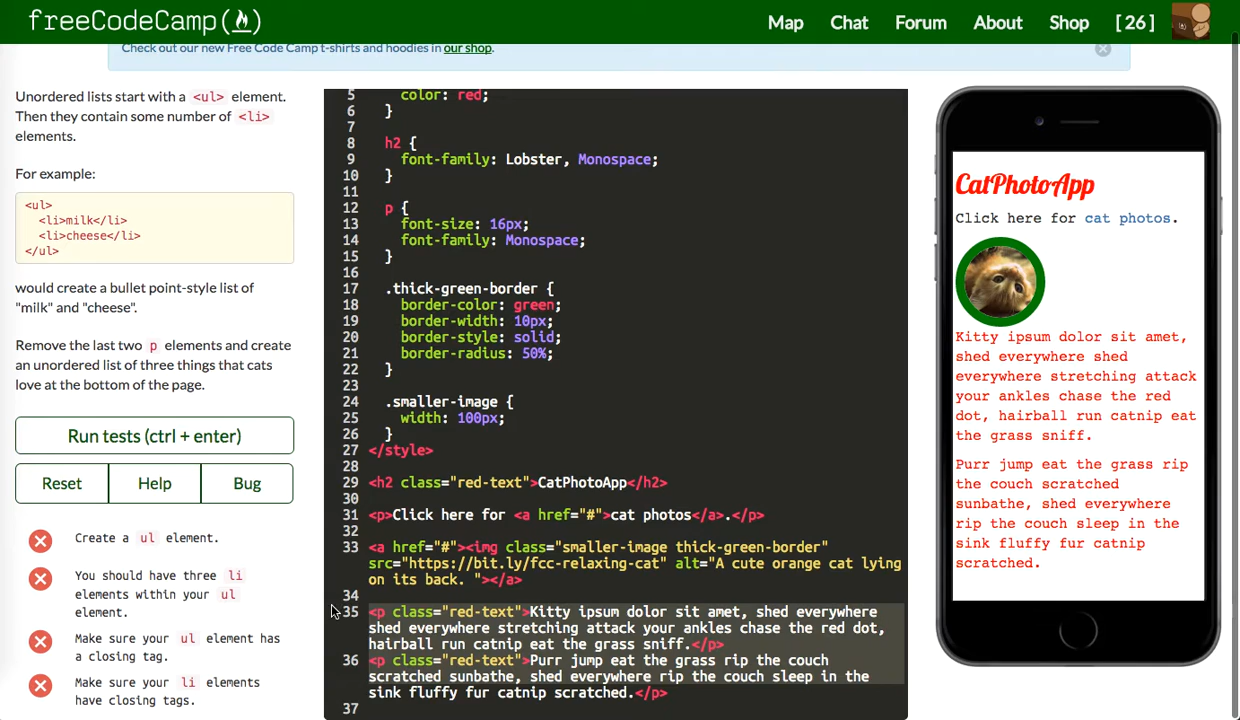 freeCodeCamp(🔥)
Map
Chat
Forum
About
Shop
[ 26 ]
Check out our new Free Code Camp t-shirts and hoodies in our shop.
Unordered lists start with a <ul> element.
Then they contain some number of <li>
elements.
For example:
<ul>
<li>milk</li>
<li>cheese</li>
</ul>
would create a bullet point-style list of
"milk" and "cheese".
Remove the last two p elements and create
an unordered list of three things that cats
love at the bottom of the page.
Run tests (ctrl + enter)
Reset
Help
Bug
Create a ul element.
You should have three li
elements within your ul
element.
Make sure your ul element has
a closing tag.
Make sure your li elements
have closing tags.
5 color: red;
6 }
7
8 h2 {
9 font-family: Lobster, Monospace;
10 }
11
12 p {
13 font-size: 16px;
14 font-family: Monospace;
15 }
16
17 .thick-green-border {
18 border-color: green;
19 border-width: 10px;
20 border-style: solid;
21 border-radius: 50%;
22 }
23
24 .smaller-image {
25 width: 100px;
26 }
27 </style>
28
29 <h2 class="red-text">CatPhotoApp</h2>
30
31 <p>Click here for <a href="#">cat photos</a>.</p>
32
33 <a href="#"><img class="smaller-image thick-green-border"
src="https://bit.ly/fcc-relaxing-cat" alt="A cute orange cat lying
on its back. "></a>
34
35 <p class="red-text">Kitty ipsum dolor sit amet, shed everywhere
shed everywhere stretching attack your ankles chase the red dot,
hairball run catnip eat the grass sniff.</p>
36 <p class="red-text">Purr jump eat the grass rip the couch
scratched sunbathe, shed everywhere rip the couch sleep in the
sink fluffy fur catnip scratched.</p>
37
CatPhotoApp
Click here for cat photos.
Kitty ipsum dolor sit amet,
shed everywhere shed
everywhere stretching attack
your ankles chase the red
dot, hairball run catnip eat
the grass sniff.
Purr jump eat the grass rip
the couch scratched
sunbathe, shed everywhere
rip the couch sleep in the
sink fluffy fur catnip
scratched.